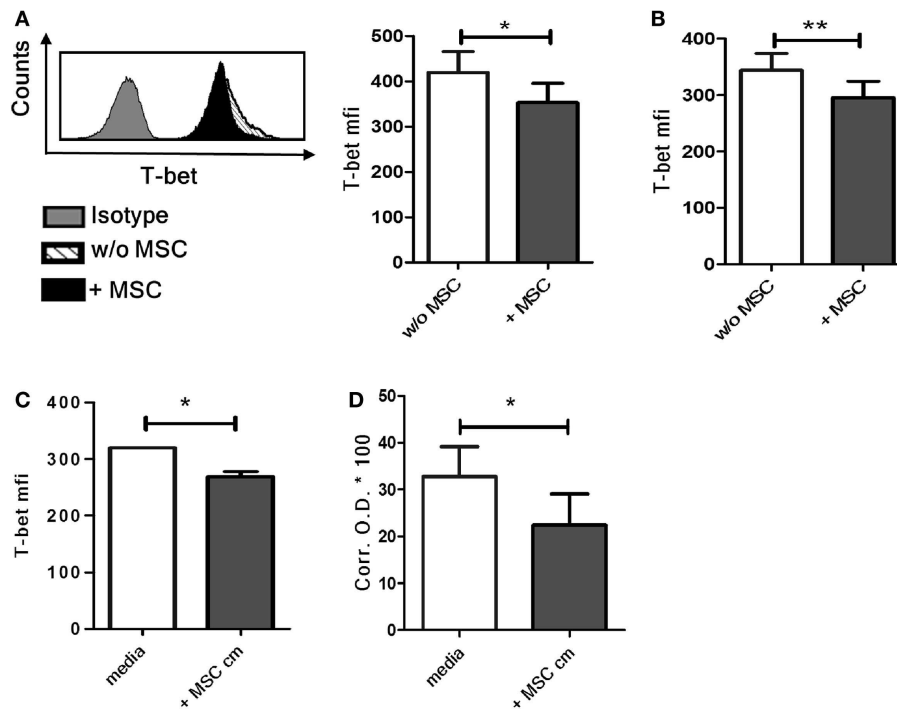 A
Counts
T-bet
Isotype
w/o MSC
+ MSC
T-bet mfi
500
400
300
200
100
0
*
w/o MSC
+ MSC
B
T-bet mfi
400
300
200
100
0
**
w/o MSC
+ MSC
C
T-bet mfi
400
300
200
100
0
*
media
+ MSC cm
D
Corr. O.D. * 100
50
40
30
20
10
0
*
media
+ MSC cm